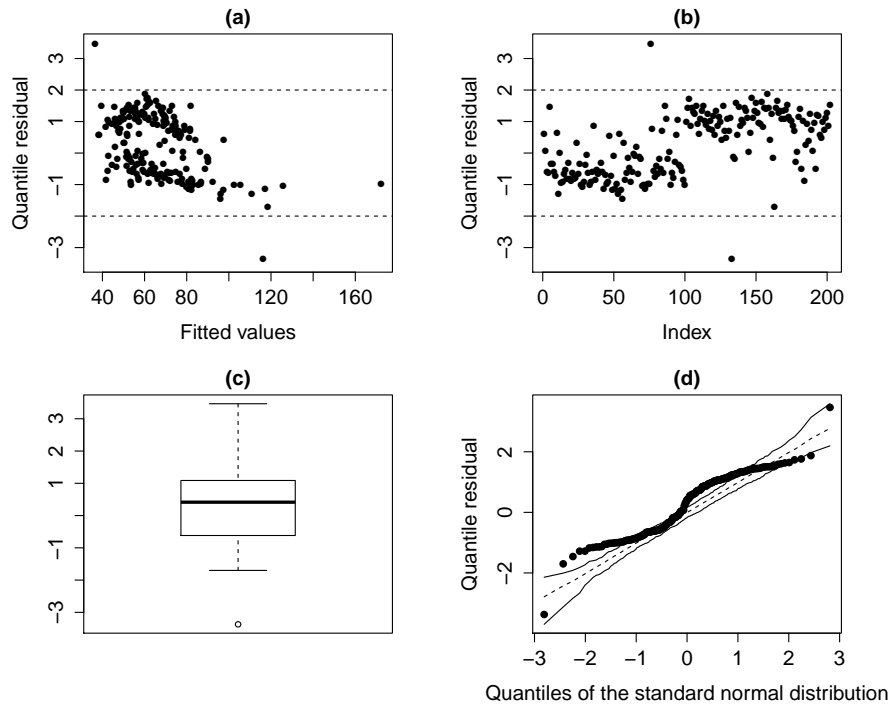 (a)
Quantile residual
3
2
1
−1
−3
40 60 80 120 160
Fitted values
(b)
Quantile residual
3
2
1
−1
−3
0 50 100 150 200
Index
(c)
3
1
−1
−3
(d)
Quantile residual
2
0
−2
−3 −2 −1 0 1 2 3
Quantiles of the standard normal distribution